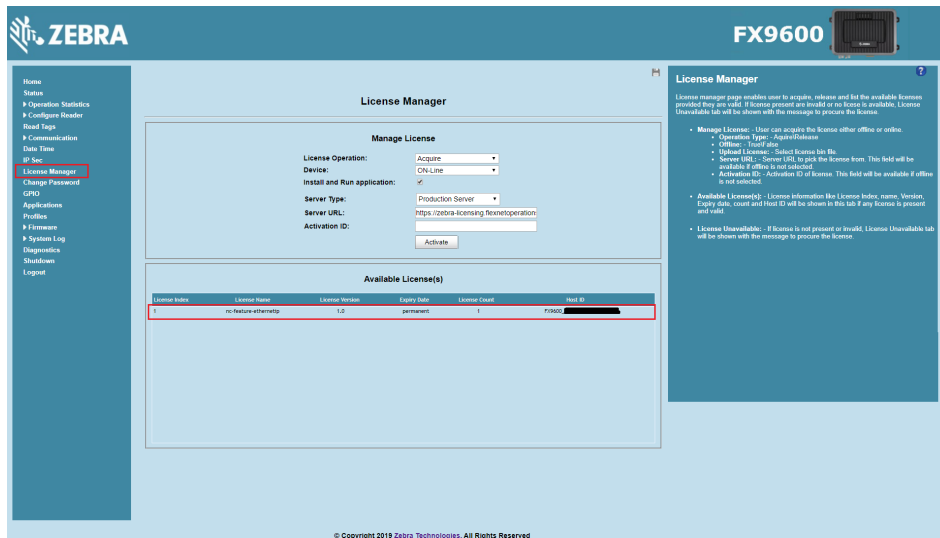 ZEBRA
FX9600
Home
Status
Operation Statistics
Configure Reader
Read Tags
Communication
Date Time
IP Sec
License Manager
Change Password
GPIO
Applications
Profiles
Firmware
System Log
Diagnostics
Shutdown
Logout
License Manager
Manage License
License Operation: Acquire
Device: ON-Line
Install and Run application:
Server Type: Production Server
Server URL: https://zebra-licensing.flexnetoperation
Activation ID:
Activate
Available License(s)
License Index License Name License Version Expiry Date License Count Host ID
1 nc-feature-ethernetip 1.0 permanent 1 FX9600_
?
License Manager
License manager page enables user to acquire, release and list the available licenses
provided they are valid. If license present are invalid or no licese is available, License
Unavailable tab will be shown with the message to procure the license.
• Manage License: - User can acquire the license either offline or online.
• Operation Type: - Aquire\Release
• Offline: - True\False
• Upload License: - Select license bin file.
• Server URL: - Server URL to pick the license from. This field will be
available if offline is not selected.
• Activation ID: - Activation ID of license. This field will be available if offline
is not selected.
• Available License(s): - License information like License Index, name, Version,
Expiry date, count and Host ID will be shown in this tab if any license is present
and valid.
• License Unavailable: - If license is not present or invalid, License Unavailable tab
will be shown with the message to procure the license.
© Copyright 2019 Zebra Technologies. All Rights Reserved